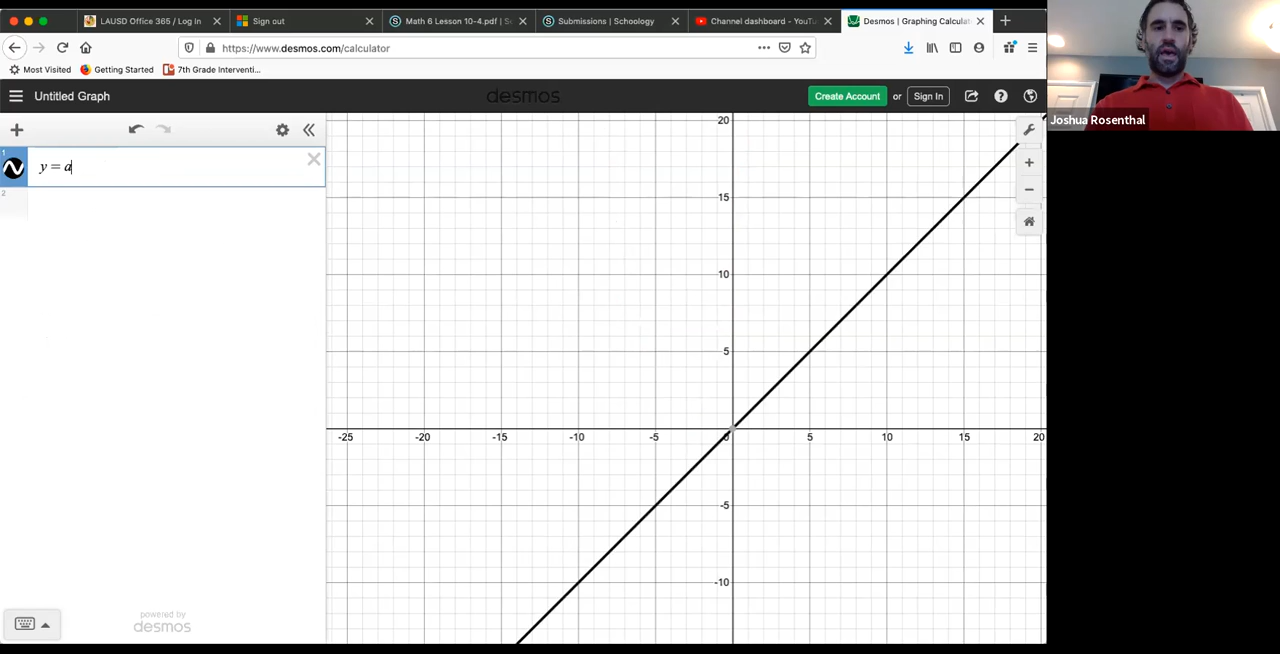 LAUSD Office 365 / Log in
Sign out
Math 6 Lesson 10-4.pdf | Sc
Submissions | Schoology
Channel dashboard - YouTu
Desmos | Graphing Calculat
https://www.desmos.com/calculator
Most Visited
Getting Started
7th Grade Interventi...
Untitled Graph
desmos
Create Account
or
Sign In
Joshua Rosenthal
1
y = a
2
20
15
10
5
-25
-20
-15
-10
-5
0
5
10
15
20
-5
-10
powered by
desmos